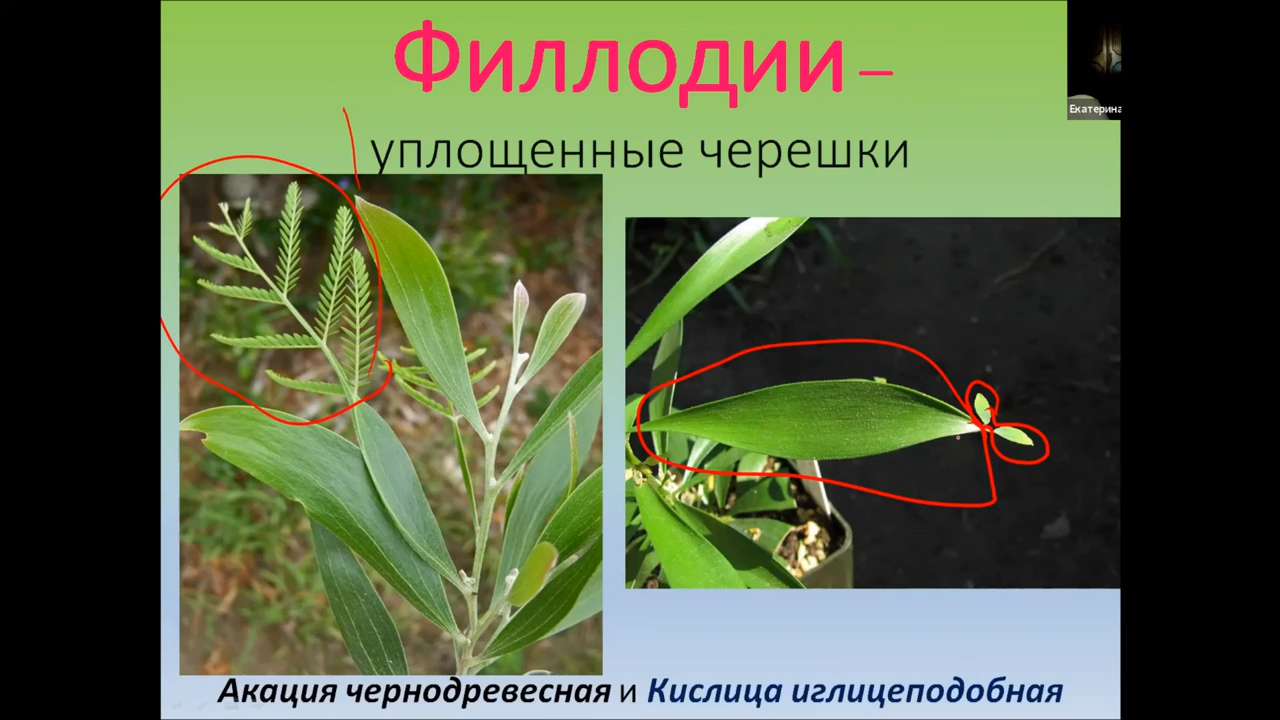 Филлодии –
уплощенные черешки
Екатерина
Акация чернодревесная и Кислица иглицеподобная